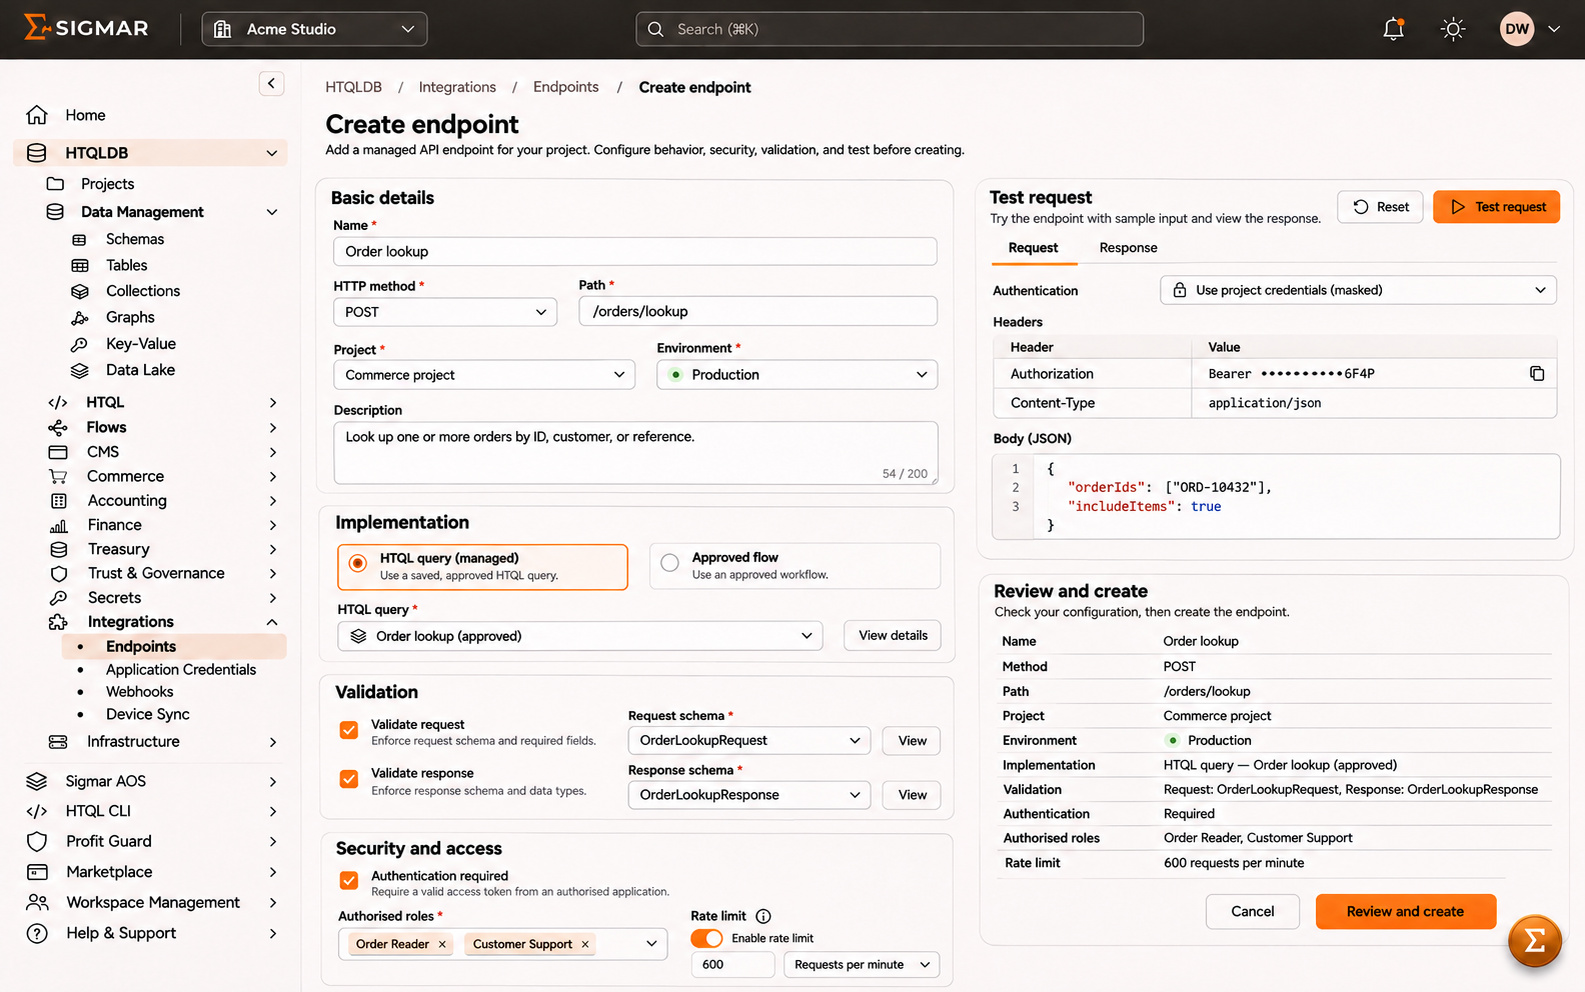 SIGMAR
Acme Studio
Search (⌘K)
DW
Home
HTQLDB
Projects
Data Management
Schemas
Tables
Collections
Graphs
Key-Value
Data Lake
HTQL
Flows
CMS
Commerce
Accounting
Finance
Treasury
Trust & Governance
Secrets
Integrations
Endpoints
Application Credentials
Webhooks
Device Sync
Infrastructure
Sigmar AOS
HTQL CLI
Profit Guard
Marketplace
Workspace Management
Help & Support
HTQLDB / Integrations / Endpoints / Create endpoint
Create endpoint
Add a managed API endpoint for your project. Configure behavior, security, validation, and test before creating.
Basic details
Name *
Order lookup
HTTP method * Path *
POST /orders/lookup
Project * Environment *
Commerce project Production
Description
Look up one or more orders by ID, customer, or reference.
54 / 200
Implementation
HTQL query (managed)
Use a saved, approved HTQL query.
Approved flow
Use an approved workflow.
HTQL query *
Order lookup (approved) View details
Validation
Validate request
Enforce request schema and required fields.
Request schema *
OrderLookupRequest View
Validate response
Enforce response schema and data types.
Response schema *
OrderLookupResponse View
Security and access
Authentication required
Require a valid access token from an authorised application.
Authorised roles *
Order Reader × Customer Support ×
Rate limit
Enable rate limit
600 Requests per minute
Test request
Try the endpoint with sample input and view the response.
Reset Test request
Request Response
Authentication Use project credentials (masked)
Headers
Header Value
Authorization Bearer ••••••••••6F4P
Content-Type application/json
Body (JSON)
1 {
2 "orderIds": ["ORD-10432"],
3 "includeItems": true
}
Review and create
Check your configuration, then create the endpoint.
Name Order lookup
Method POST
Path /orders/lookup
Project Commerce project
Environment Production
Implementation HTQL query — Order lookup (approved)
Validation Request: OrderLookupRequest, Response: OrderLookupResponse
Authentication Required
Authorised roles Order Reader, Customer Support
Rate limit 600 requests per minute
Cancel Review and create
Σ